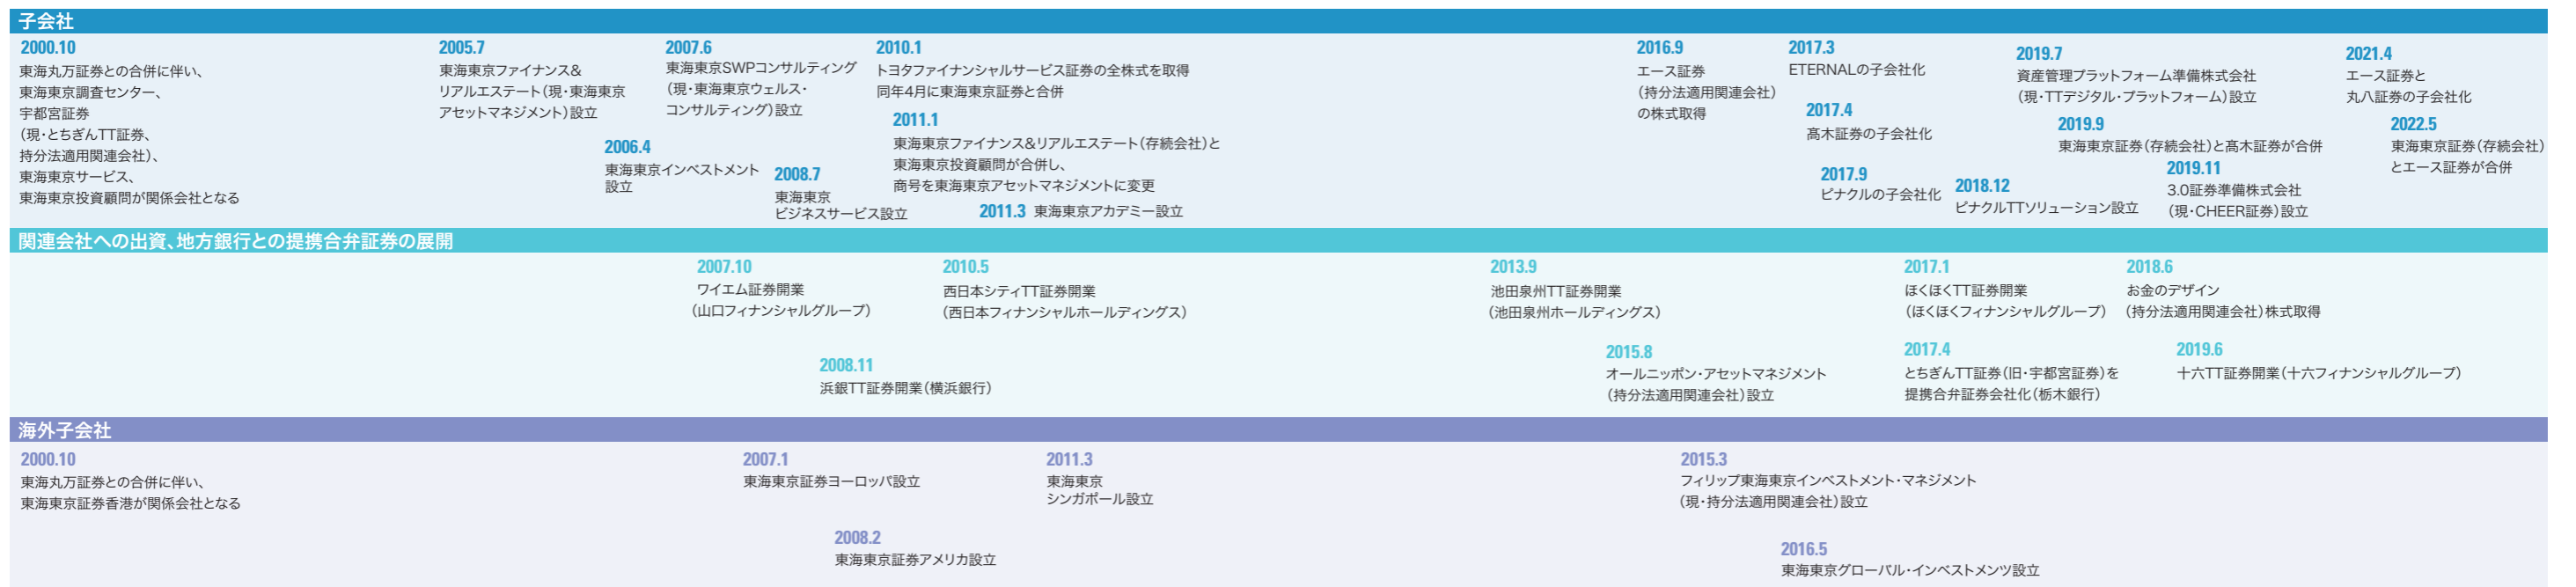 子会社
2000.10
東海丸万証券との合併に伴い、
東海東京調査センター、
宇都宮証券
（現・とちぎんTT証券、
持分法適用関連会社）、
東海東京サービス、
東海東京投資顧問が関係会社となる
2005.7
東海東京ファイナンス＆
リアルエステート（現・東海東京
アセットマネジメント）設立
2006.4
東海東京インベストメント
設立
2007.6
東海東京SWPコンサルティング
（現・東海東京ウェルス・
コンサルティング）設立
2008.7
東海東京
ビジネスサービス設立
2010.1
トヨタファイナンシャルサービス証券の全株式を取得
同年4月に東海東京証券と合併
2011.1
東海東京ファイナンス＆リアルエステート（存続会社）と
東海東京投資顧問が合併し、
商号を東海東京アセットマネジメントに変更
2011.3 東海東京アカデミー設立
2016.9
エース証券
（持分法適用関連会社）
の株式取得
2017.3
ETERNALの子会社化
2017.4
髙木証券の子会社化
2017.9
ピナクルの子会社化
2018.12
ピナクルTTソリューション設立
2019.7
資産管理プラットフォーム準備株式会社
（現・TTデジタル・プラットフォーム）設立
2019.9
東海東京証券（存続会社）と髙木証券が合併
2019.11
3.0証券準備株式会社
（現・CHEER証券）設立
2021.4
エース証券と
丸八証券の子会社化
2022.5
東海東京証券（存続会社）
とエース証券が合併
関連会社への出資、地方銀行との提携合弁証券の展開
2007.10
ワイエム証券開業
（山口フィナンシャルグループ）
2008.11
浜銀TT証券開業（横浜銀行）
2010.5
西日本シティTT証券開業
（西日本フィナンシャルホールディングス）
2013.9
池田泉州TT証券開業
（池田泉州ホールディングス）
2015.8
オールニッポン・アセットマネジメント
（持分法適用関連会社）設立
2017.1
ほくほくTT証券開業
（ほくほくフィナンシャルグループ）
2017.4
とちぎんTT証券（旧・宇都宮証券）を
提携合弁証券会社化（栃木銀行）
2018.6
お金のデザイン
（持分法適用関連会社）株式取得
2019.6
十六TT証券開業（十六フィナンシャルグループ）
海外子会社
2000.10
東海丸万証券との合併に伴い、
東海東京証券香港が関係会社となる
2007.1
東海東京証券ヨーロッパ設立
2008.2
東海東京証券アメリカ設立
2011.3
東海東京
シンガポール設立
2015.3
フィリップ東海東京インベストメント・マネジメント
（現・持分法適用関連会社）設立
2016.5
東海東京グローバル・インベストメンツ設立